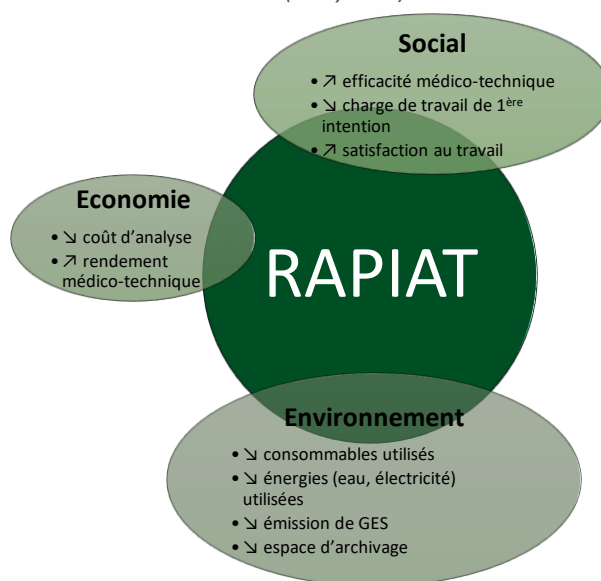 Social
• ↗ efficacité médico-technique
• ↘ charge de travail de 1ère
intention
• ↗ satisfaction au travail
Economie
• ↘ coût d'analyse
• ↗ rendement
médico-technique
RAPIAT
Environnement
• ↘ consommables utilisés
• ↘ énergies (eau, électricité)
utilisées
• ↘ émission de GES
• ↘ espace d'archivage